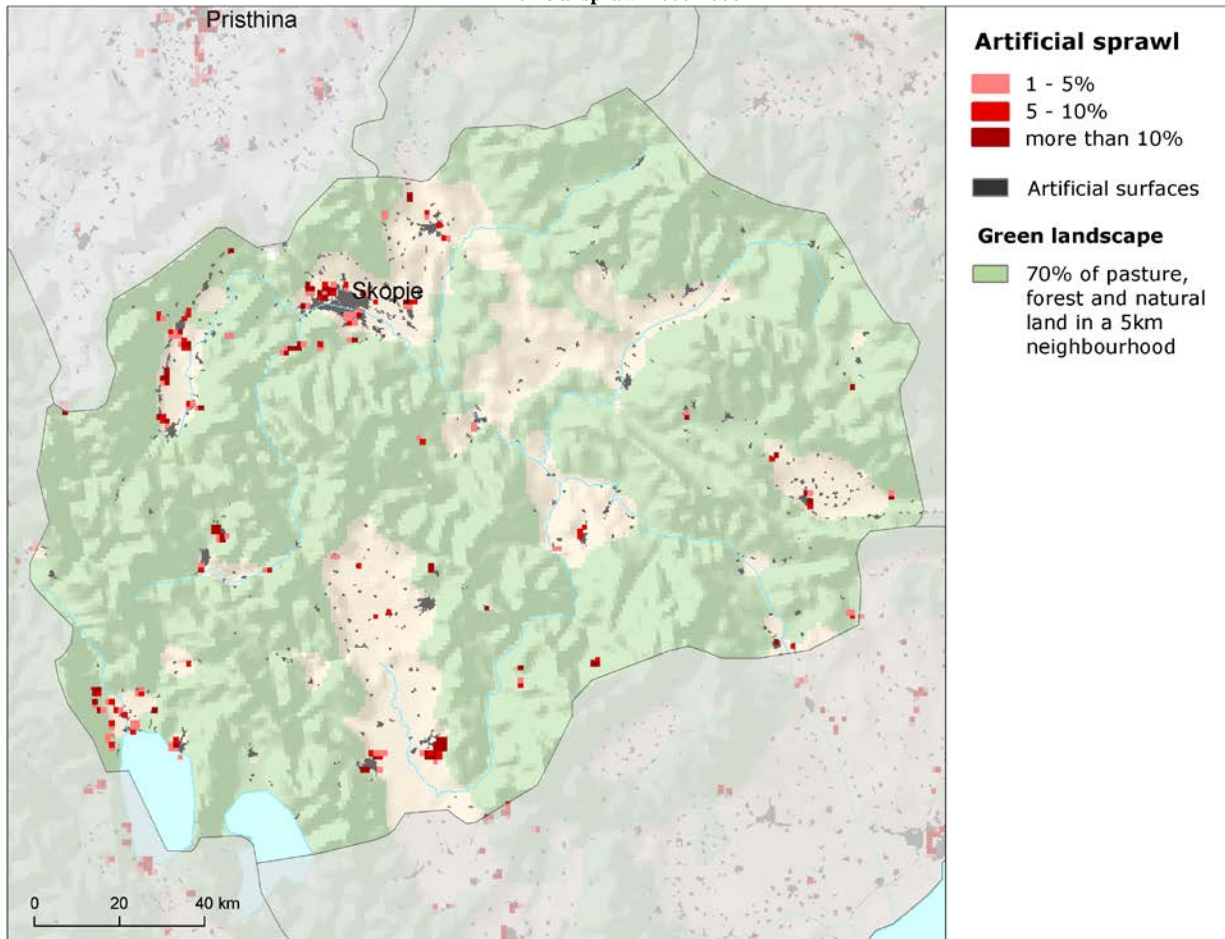 Pristhina
Artificial sprawl
1 - 5%
5 - 10%
more than 10%
Artificial surfaces
Green landscape
70% of pasture,
forest and natural
land in a 5km
neighbourhood
Skopje
0 20 40 km